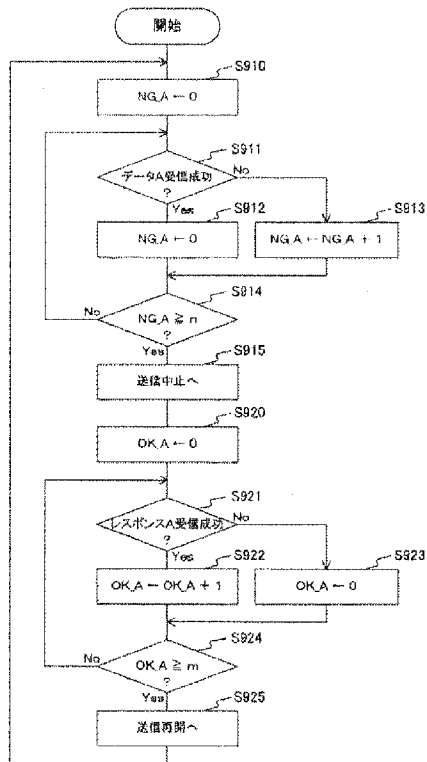 開始
S910
NG_A ← 0
S911
データA受信成功
?
No
Yes
S912
S913
NG_A ← 0
NG_A ← NG_A + 1
S914
No
NG_A ≧ n
?
Yes
S915
送信中止へ
S920
OK_A ← 0
S921
レスポンスA受信成功
?
No
Yes
S922
S923
OK_A ← OK_A + 1
OK_A ← 0
S924
No
OK_A ≧ m
?
Yes
S925
送信再開へ